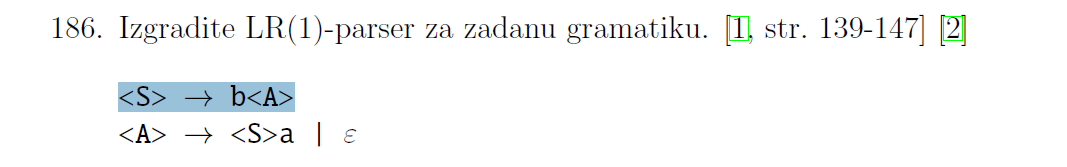 186. Izgradite LR(1)-parser za zadanu gramatiku. [1, str. 139-147] [2]
<S> → b<A>
<A> → <S>a | ε